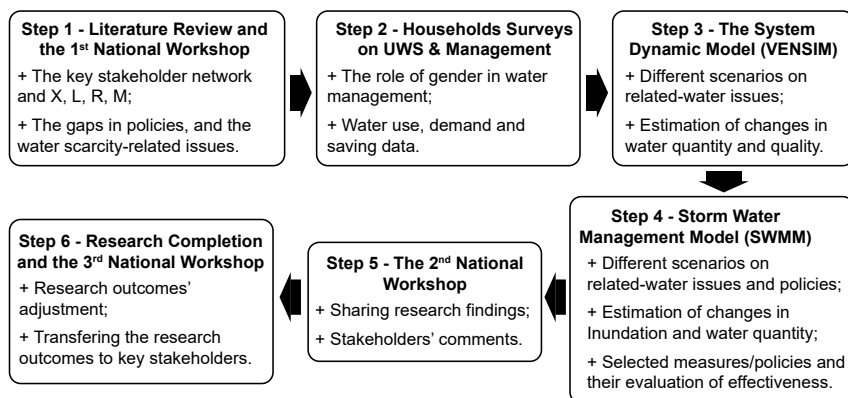 Step 1 - Literature Review and
the 1st National Workshop
+ The key stakeholder network
and X, L, R, M;
+ The gaps in policies, and the
water scarcity-related issues.
Step 2 - Households Surveys
on UWS & Management
+ The role of gender in water
management;
+ Water use, demand and
saving data.
Step 3 - The System
Dynamic Model (VENSIM)
+ Different scenarios on
related-water issues;
+ Estimation of changes in
water quantity and quality.
Step 4 - Storm Water
Management Model (SWMM)
+ Different scenarios on
related-water issues and policies;
+ Estimation of changes in
Inundation and water quantity;
+ Selected measures/policies and
their evaluation of effectiveness.
Step 5 - The 2nd National
Workshop
+ Sharing research findings;
+ Stakeholders' comments.
Step 6 - Research Completion
and the 3rd National Workshop
+ Research outcomes'
adjustment;
+ Transfering the research
outcomes to key stakeholders.